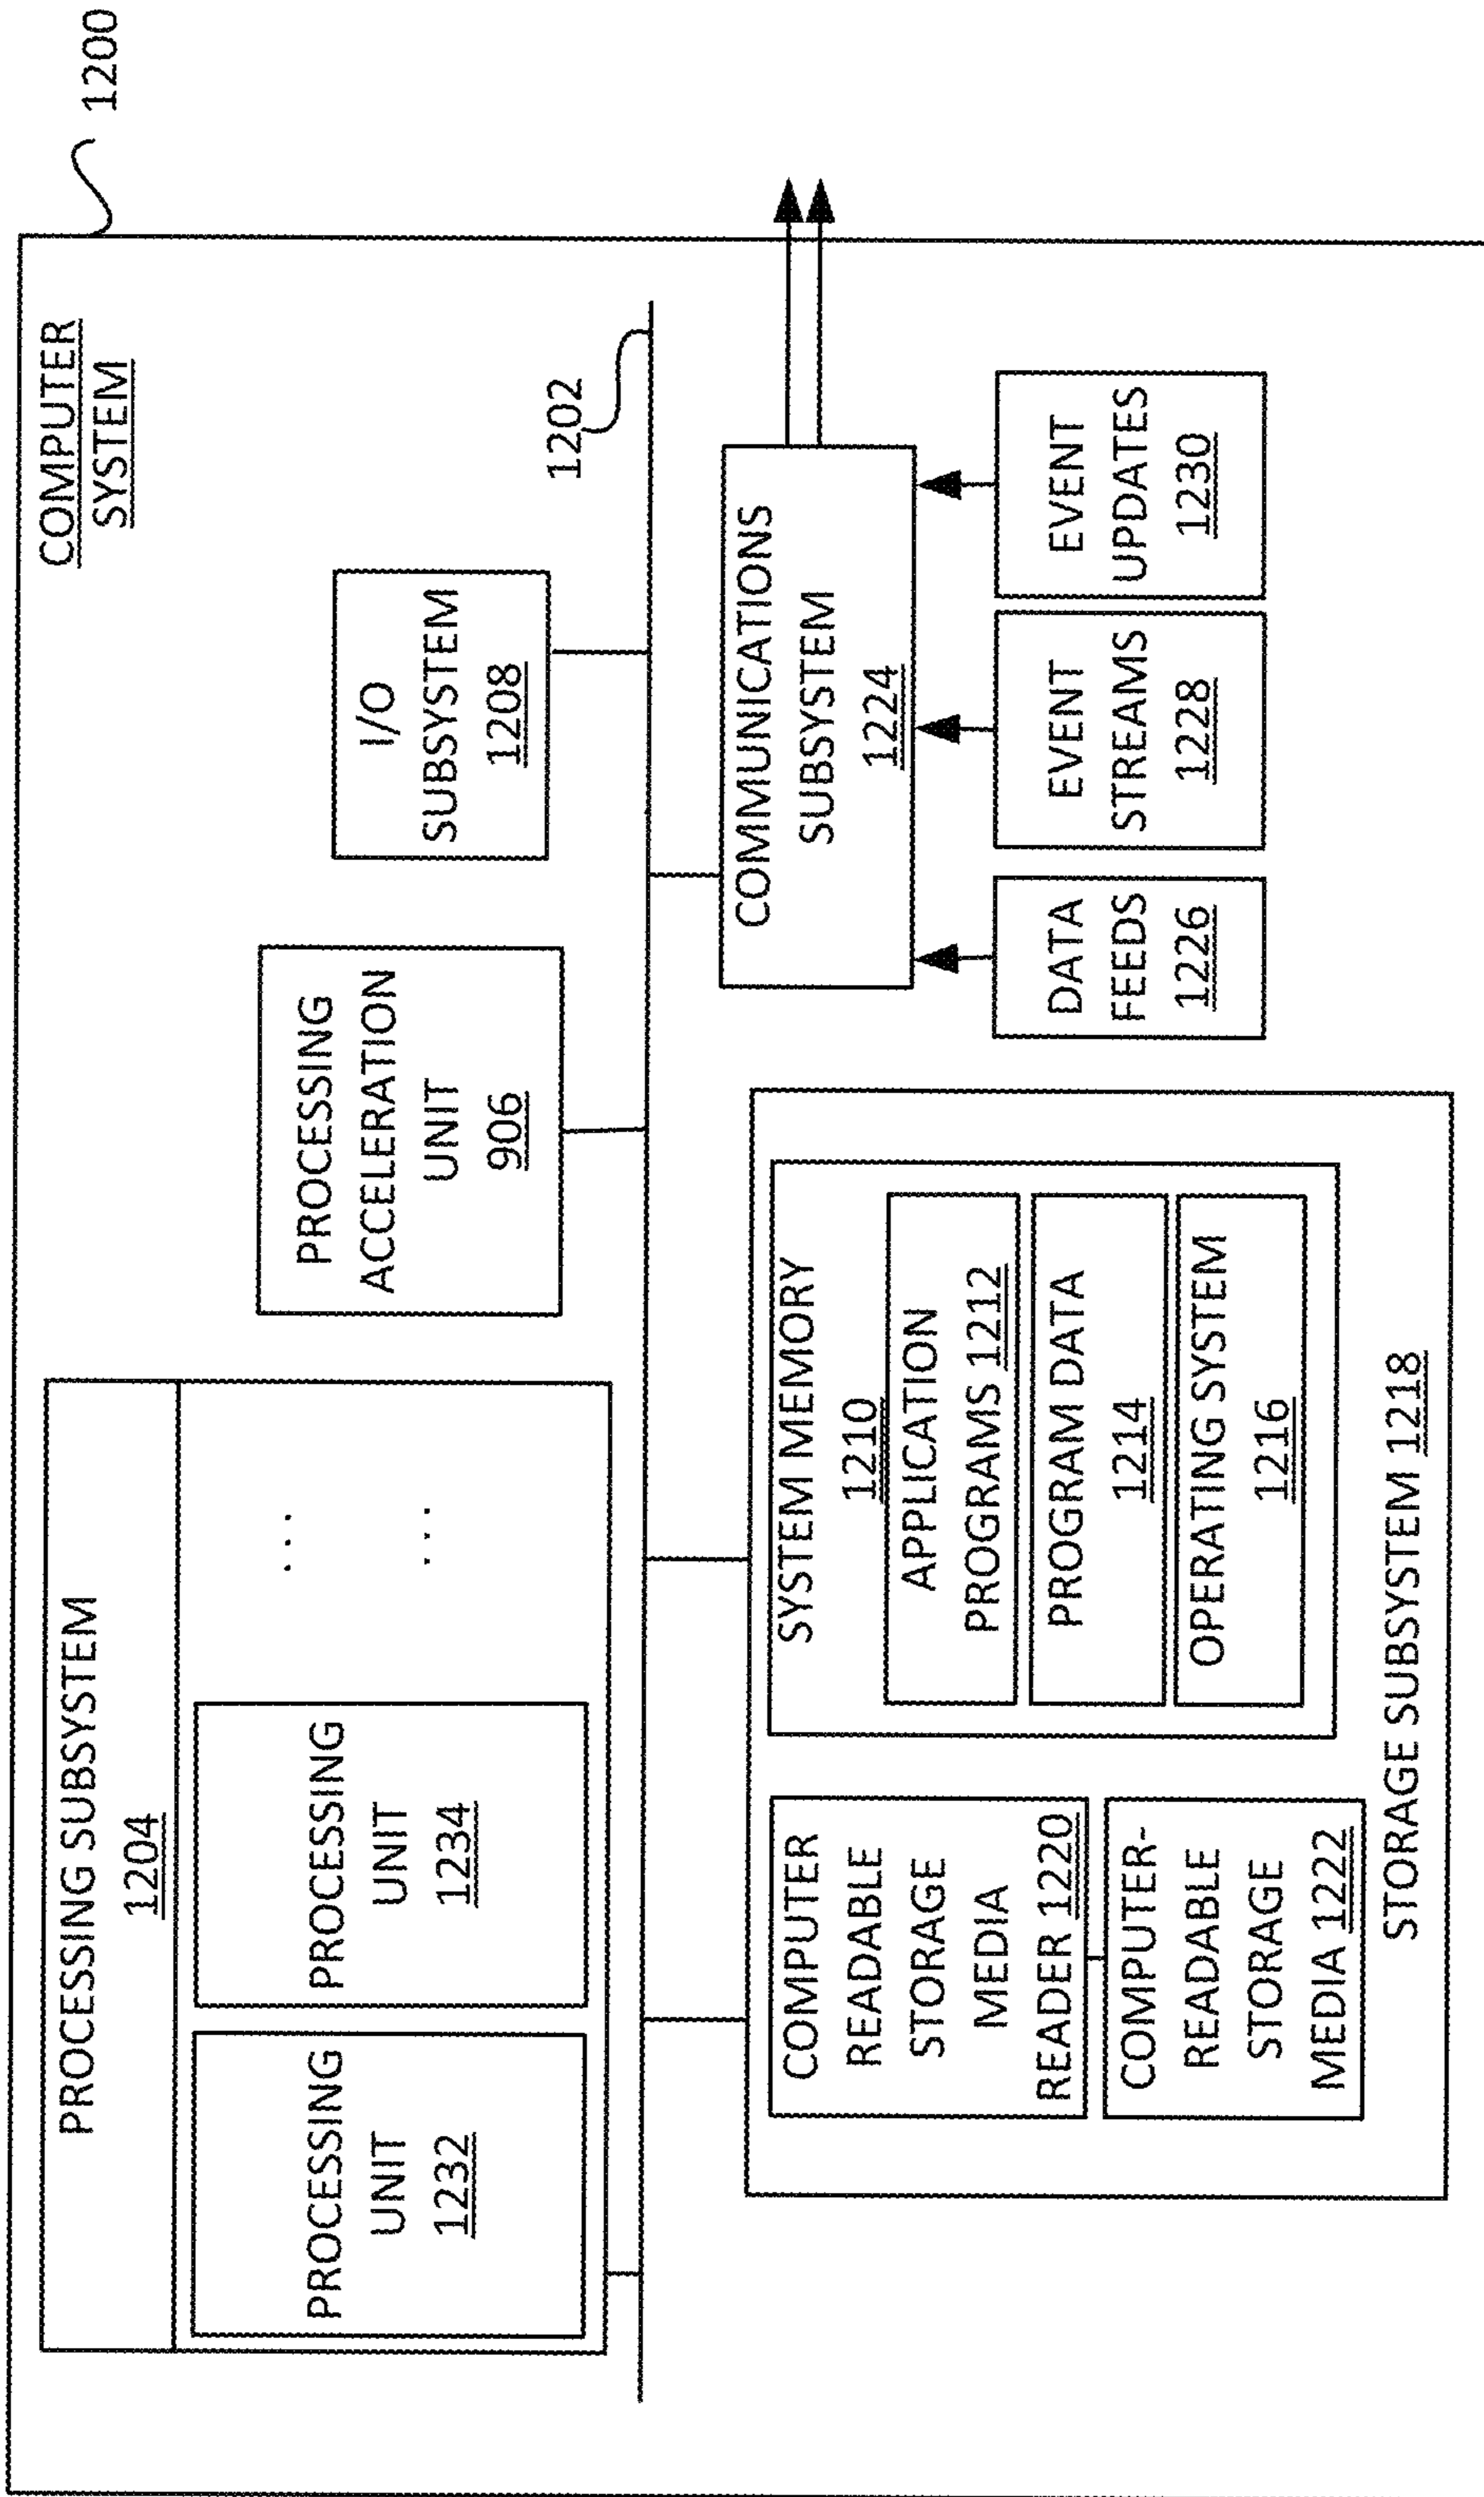 1200
COMPUTER
SYSTEM
PROCESSING SUBSYSTEM
1204
PROCESSING
UNIT
1232
PROCESSING
UNIT
1234
...
...
PROCESSING
ACCELERATION
UNIT
906
I/O
SUBSYSTEM
1208
1202
COMPUTER
READABLE
STORAGE
MEDIA
READER 1220
COMPUTER-
READABLE
STORAGE
MEDIA 1222
SYSTEM MEMORY
1210
APPLICATION
PROGRAMS 1212
PROGRAM DATA
1214
OPERATING SYSTEM
1216
STORAGE SUBSYSTEM 1218
COMMUNICATIONS
SUBSYSTEM
1224
DATA
FEEDS
1226
EVENT
STREAMS
1228
EVENT
UPDATES
1230